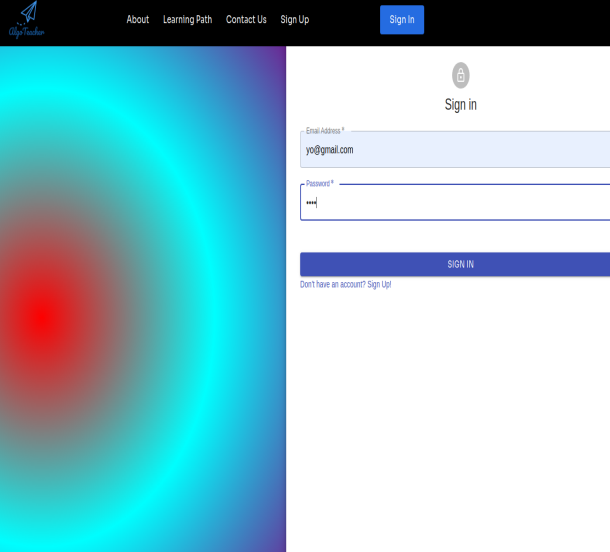 AlgoTeacher
About Learning Path Contact Us Sign Up Sign In
Sign in
Email Address *
yo@gmail.com
Password *
••••
SIGN IN
Don't have an account? Sign Up!